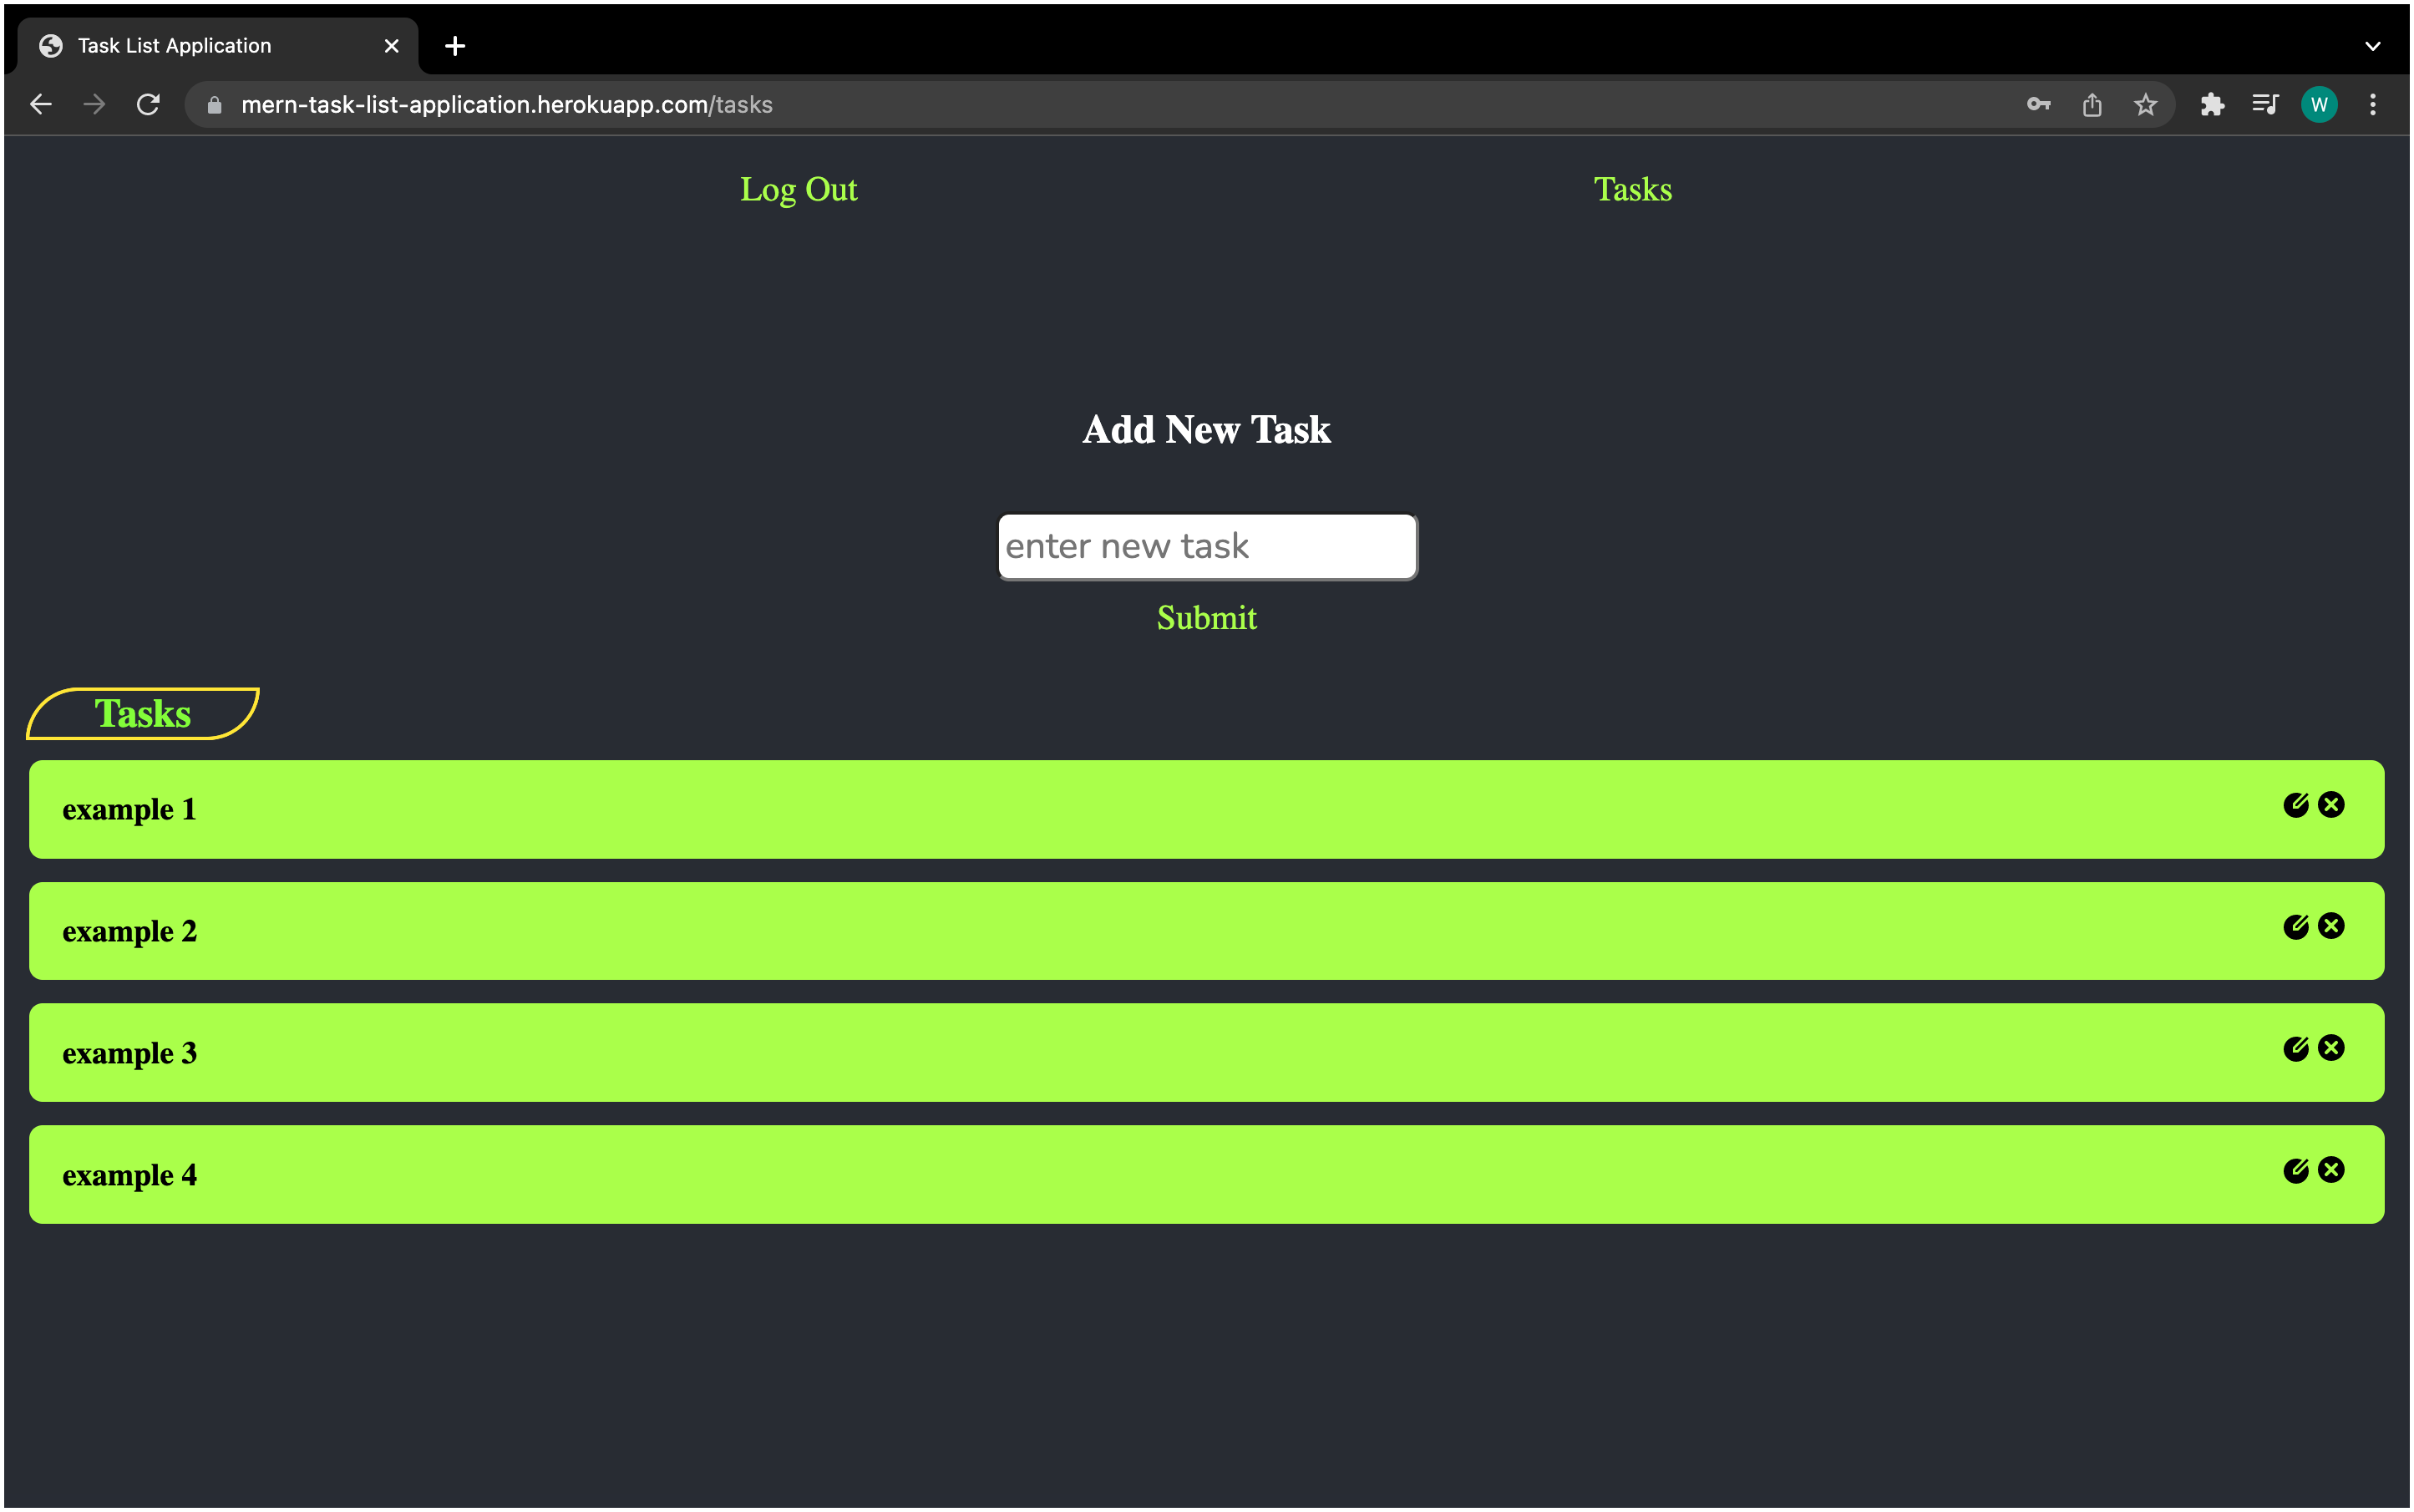 Task List Application
mern-task-list-application.herokuapp.com/tasks
W
Log Out Tasks
Add New Task
enter new task
Submit
Tasks
example 1
example 2
example 3
example 4